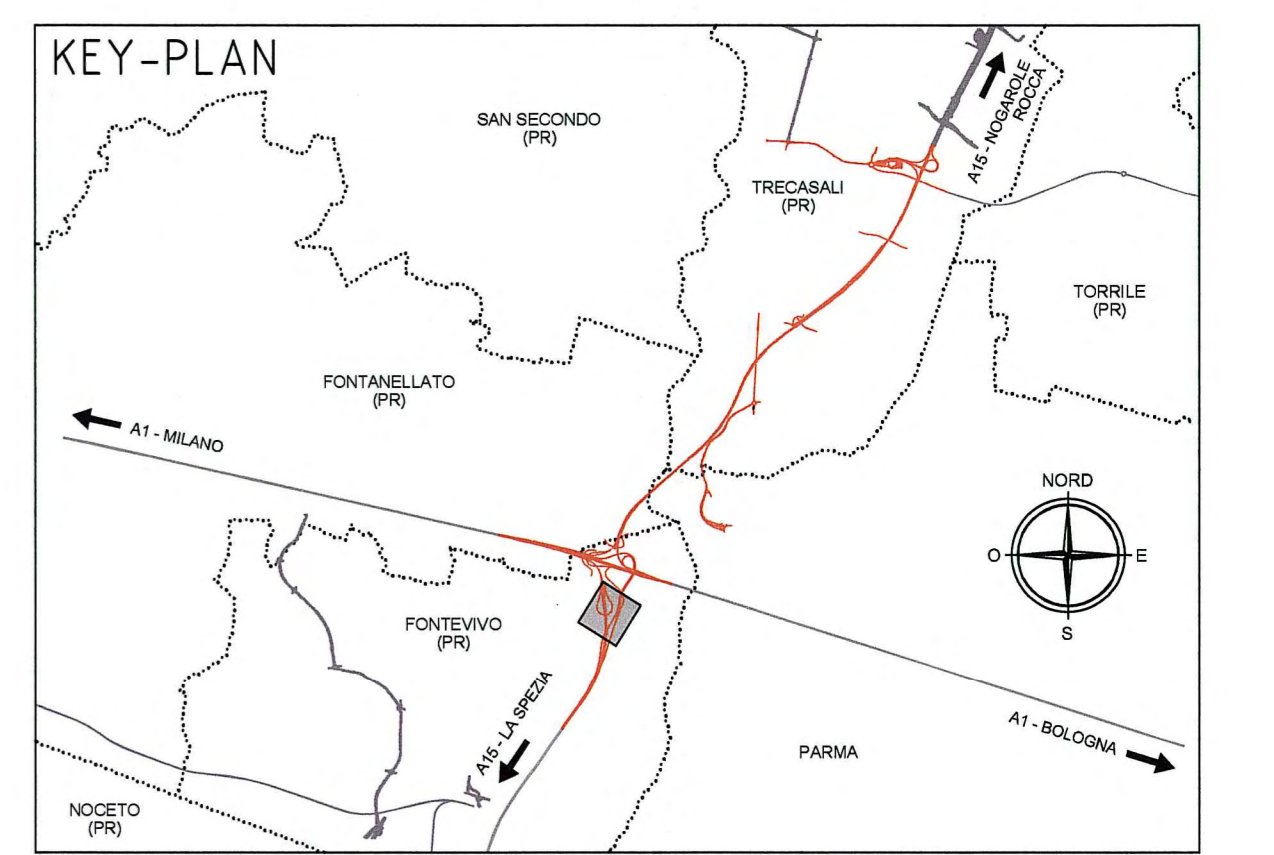 KEY-PLAN
SAN SECONDO
(PR)
A15 - NOGAROLE
ROCCA
TRECASALI
(PR)
TORRILE
(PR)
FONTANELLATO
(PR)
A1 - MILANO
NORD
O
E
S
FONTEVIVO
(PR)
A15 - LA SPEZIA
A1 - BOLOGNA
PARMA
NOCETO
(PR)